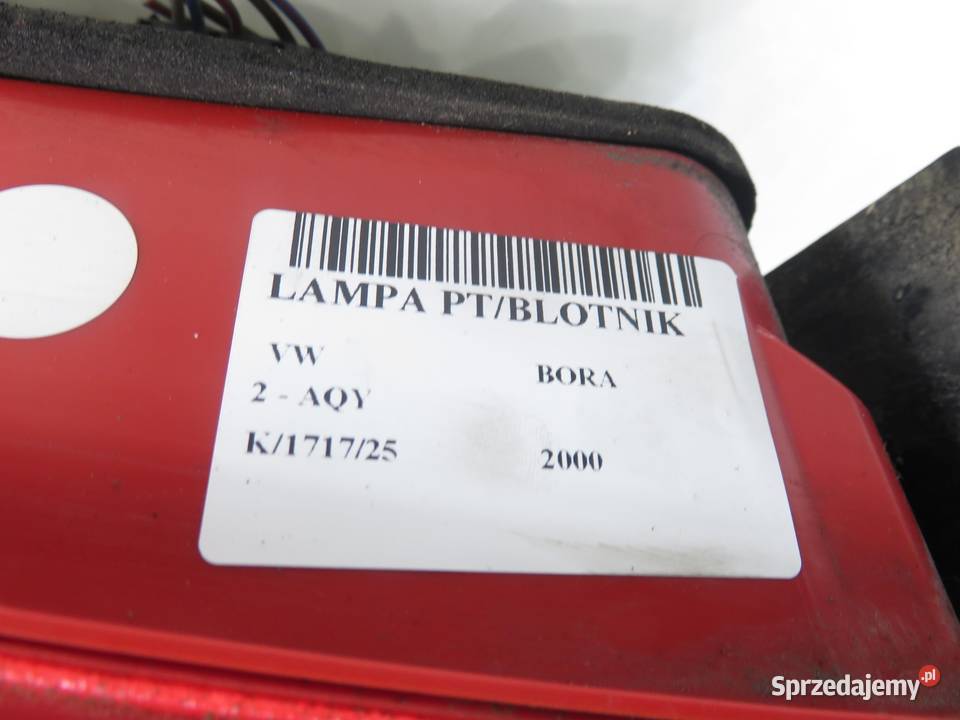 LAMPA PT/BLOTNIK
VW BORA
2 - AQY
K/1717/25 2000
Sprzedajemy.pl